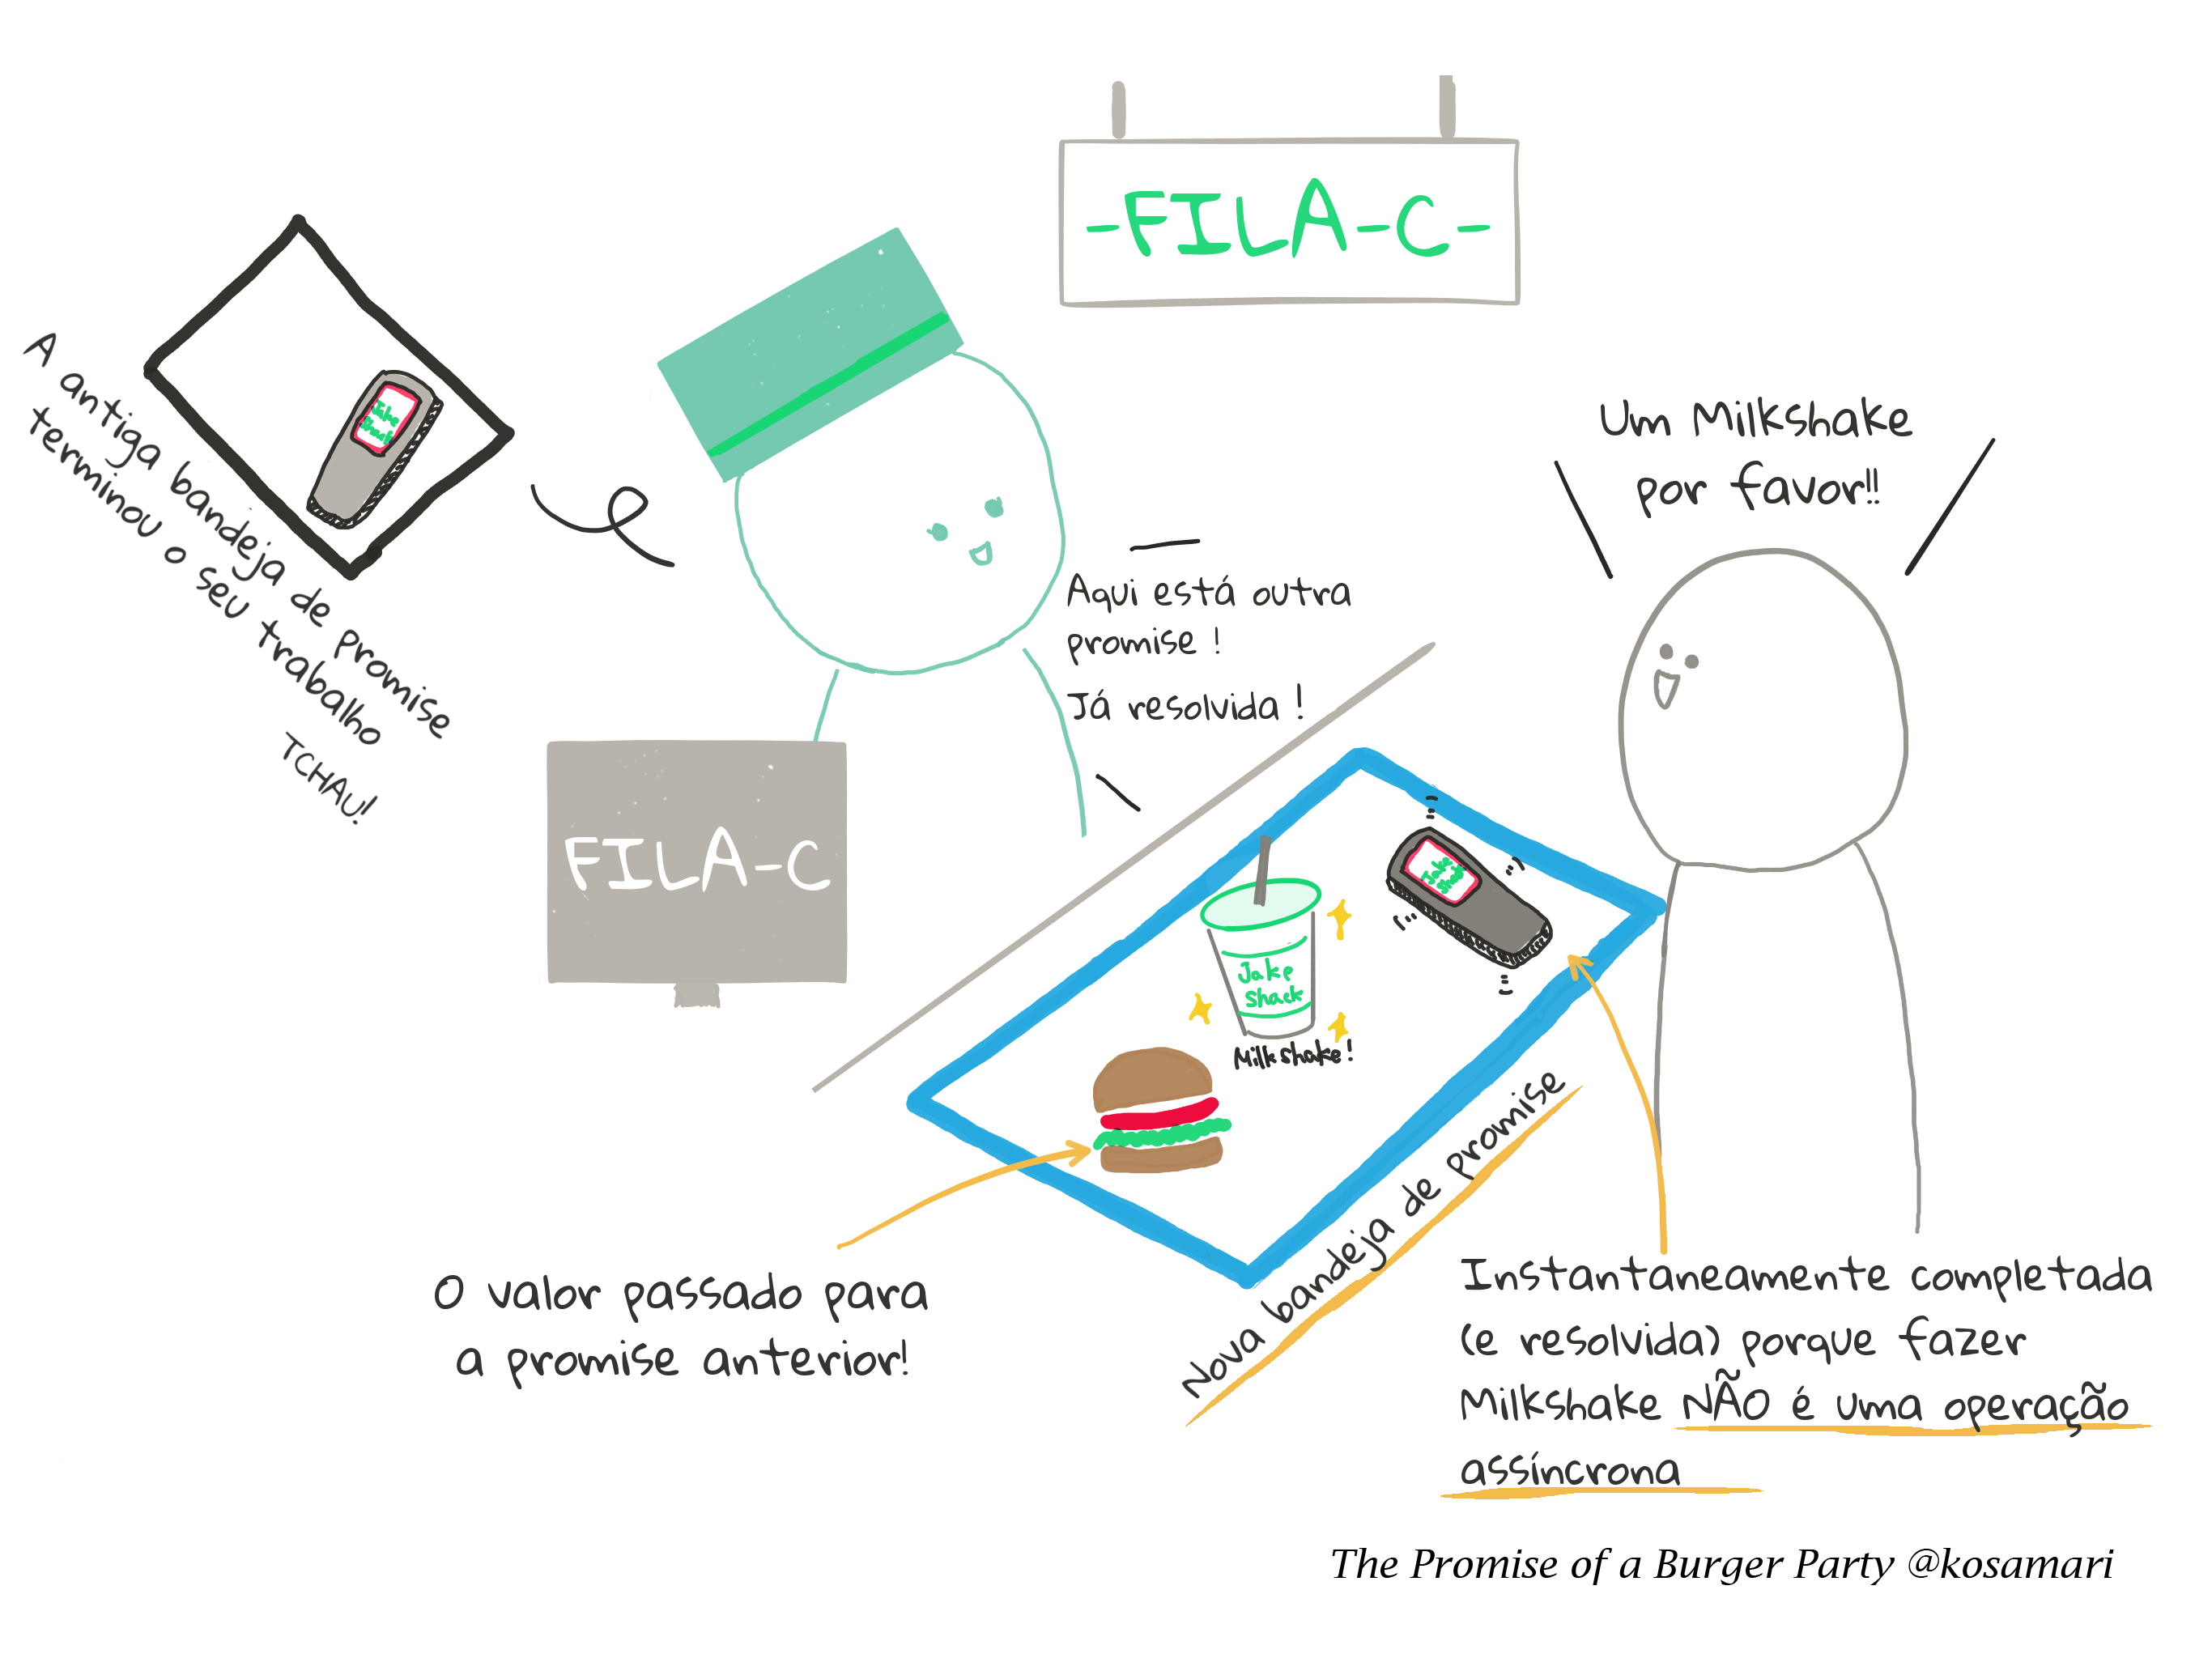 -FILA-C-
A antiga bandeja de promise
terminou o seu trabalho
TCHAU!
Jake
Shack
Um Milkshake
por favor!!
Aqui está outra
promise !
Já resolvida !
FILA-C
Jake
Shack
Jake
Shack
Milkshake!
Nova bandeja de promise
O valor passado para
a promise anterior!
Instantaneamente completada
(e resolvida) porque fazer
Milkshake NÃO é uma operação
assíncrona
The Promise of a Burger Party @kosamari